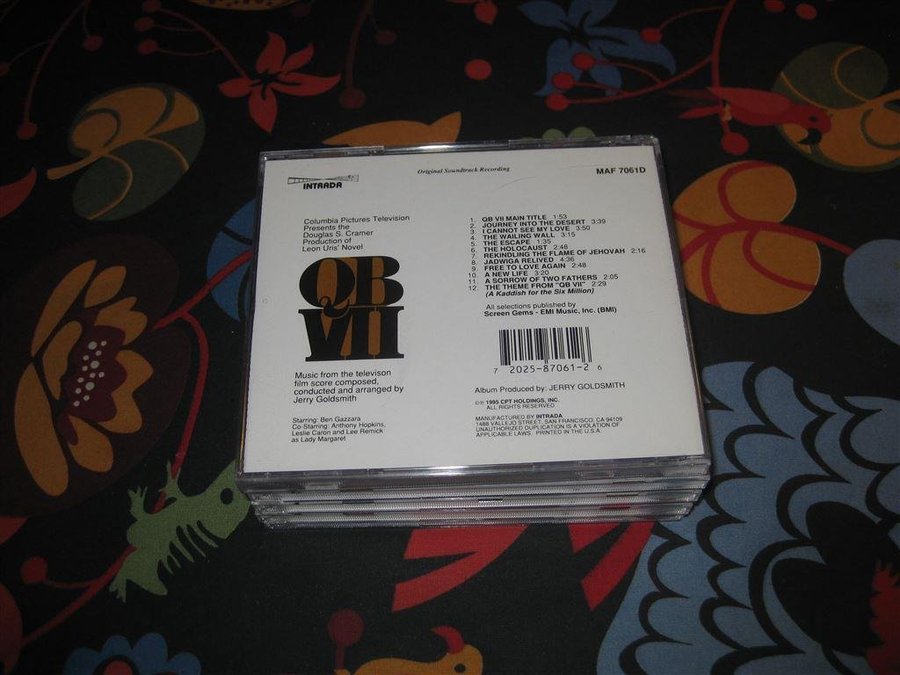 INTRADA
Original Soundtrack Recording
MAF 7061D
Columbia Pictures Television
Presents the
Douglas S. Cramer
Production of
Leon Uris' Novel
QB
VII
Music from the televison
film score composed,
conducted and arranged by
Jerry Goldsmith
Starring: Ben Gazzara
Co-Starring: Anthony Hopkins,
Leslie Caron and Lee Remick
as Lady Margaret
1. QB VII MAIN TITLE 1:53
2. JOURNEY INTO THE DESERT 3:39
3. I CANNOT SEE MY LOVE 3:50
4. THE WAILING WALL 3:15
5. THE ESCAPE 1:35
6. THE HOLOCAUST 2:48
7. REKINDLING THE FLAME OF JEHOVAH 2:16
8. JADWIGA RELIVED 4:36
9. FREE TO LOVE AGAIN 2:48
10 A NEW LIFE 3:20
11 A SORROW OF TWO FATHERS 2:05
12 THE THEME FROM "QB VII" 2:29
(A Kaddish for the Six Million)
All selections published by
Screen Gems - EMI Music, Inc. (BMI)
7 2025-87061-2 6
Album Produced by: JERRY GOLDSMITH
©℗ 1995 CPT HOLDINGS, INC.
ALL RIGHTS RESERVED
MANUFACTURED BY INTRADA
1488 VALLEJO STREET, SAN FRANCISCO, CA 94109
UNAUTHORIZED DUPLICATION IS A VIOLATION OF
APPLICABLE LAWS. PRINTED IN THE U.S.A.